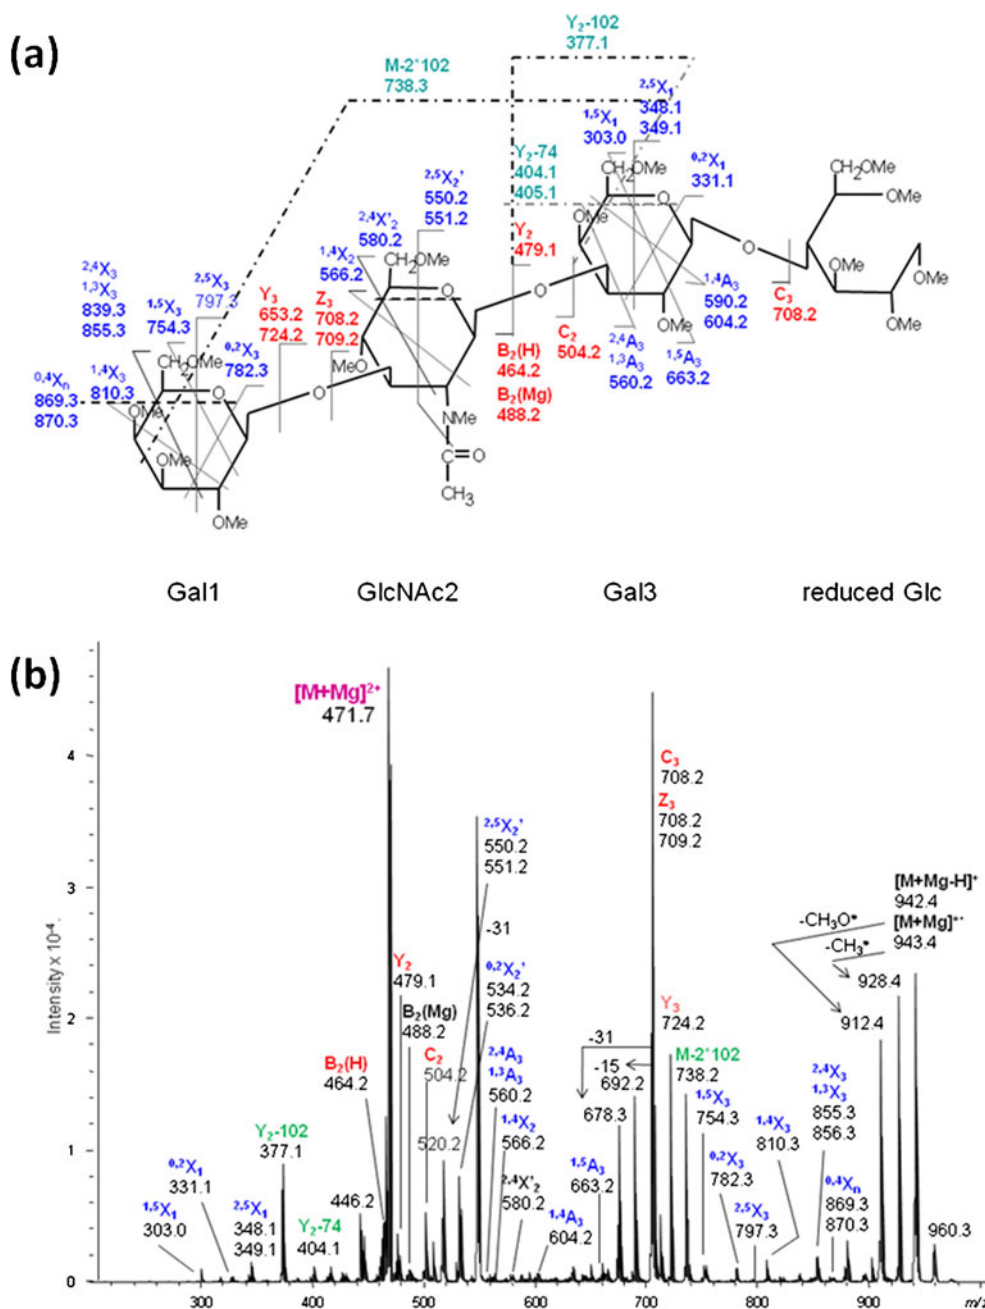 (a)
Y₂-102
377.1
M-2*102
738.3
²,⁵X₁
348.1
349.1
¹,⁵X₁
303.0
⁰,²X₁
331.1
Y₂-74
404.1
405.1
CH₂OMe
CH₂OMe
OMe
OMe
OMe
OMe
OMe
OMe
O
O
O
²,⁵X₂'
550.2
551.2
²,⁴X'₂
580.2
¹,⁴X₂
566.2
CH₂OMe
O
MeO
NMe
C=O
CH₃
Y₂
479.1
O
C₂
504.2
B₂(H)
464.2
B₂(Mg)
488.2
²,⁴A₃
¹,³A₃
560.2
¹,⁵A₃
663.2
¹,⁴A₃
590.2
604.2
C₃
708.2
²,⁴X₃
¹,³X₃
839.3
855.3
¹,⁵X₃
754.3
²,⁵X₃
797.3
⁰,²X₃
782.3
Y₃
653.2
724.2
Z₃
708.2
709.2
⁰,⁴Xₙ
869.3
870.3
¹,⁴X₃
810.3
CH₂OMe
O
OMe
OMe
OMe
OMe
O
Gal1 GlcNAc2 Gal3 reduced Glc
(b)
[M+Mg]²⁺
471.7
C₃
708.2
Z₃
708.2
709.2
²,⁵X₂'
550.2
551.2
-31
[M+Mg-H]⁺
942.4
[M+Mg]⁺·
943.4
-CH₃O*
-CH₃*
928.4
912.4
Y₂
479.1
B₂(Mg)
488.2
⁰,²X₂'
534.2
536.2
B₂(H)
464.2
C₂
504.2
²,⁴A₃
¹,³A₃
560.2
520.2
¹,⁴X₂
566.2
²,⁴X'₂
580.2
¹,⁴A₃
604.2
¹,⁵A₃
663.2
-31
-15
692.2
678.3
Y₃
724.2
M-2*102
738.2
¹,⁵X₃
754.3
⁰,²X₃
782.3
²,⁵X₃
797.3
¹,⁴X₃
810.3
²,⁴X₃
¹,³X₃
855.3
856.3
⁰,⁴Xₙ
869.3
870.3
960.3
Y₂-102
377.1
446.2
Y₂-74
404.1
⁰,²X₁
331.1
¹,⁵X₁
303.0
²,⁵X₁
348.1
349.1
Intensity x 10⁻⁴.
4
3
2
1
0
300 400 500 600 700 800 900 m/z